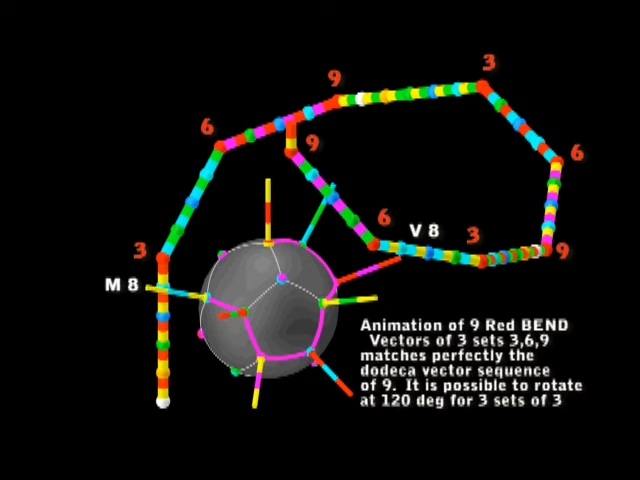 3
9
6
9
6
6
V 8
3
3
9
M 8
Animation of 9 Red BEND
Vectors of 3 sets 3,6,9
matches perfectly the
dodeca vector sequence
of 9. It is possible to rotate
at 120 deg for 3 sets of 3